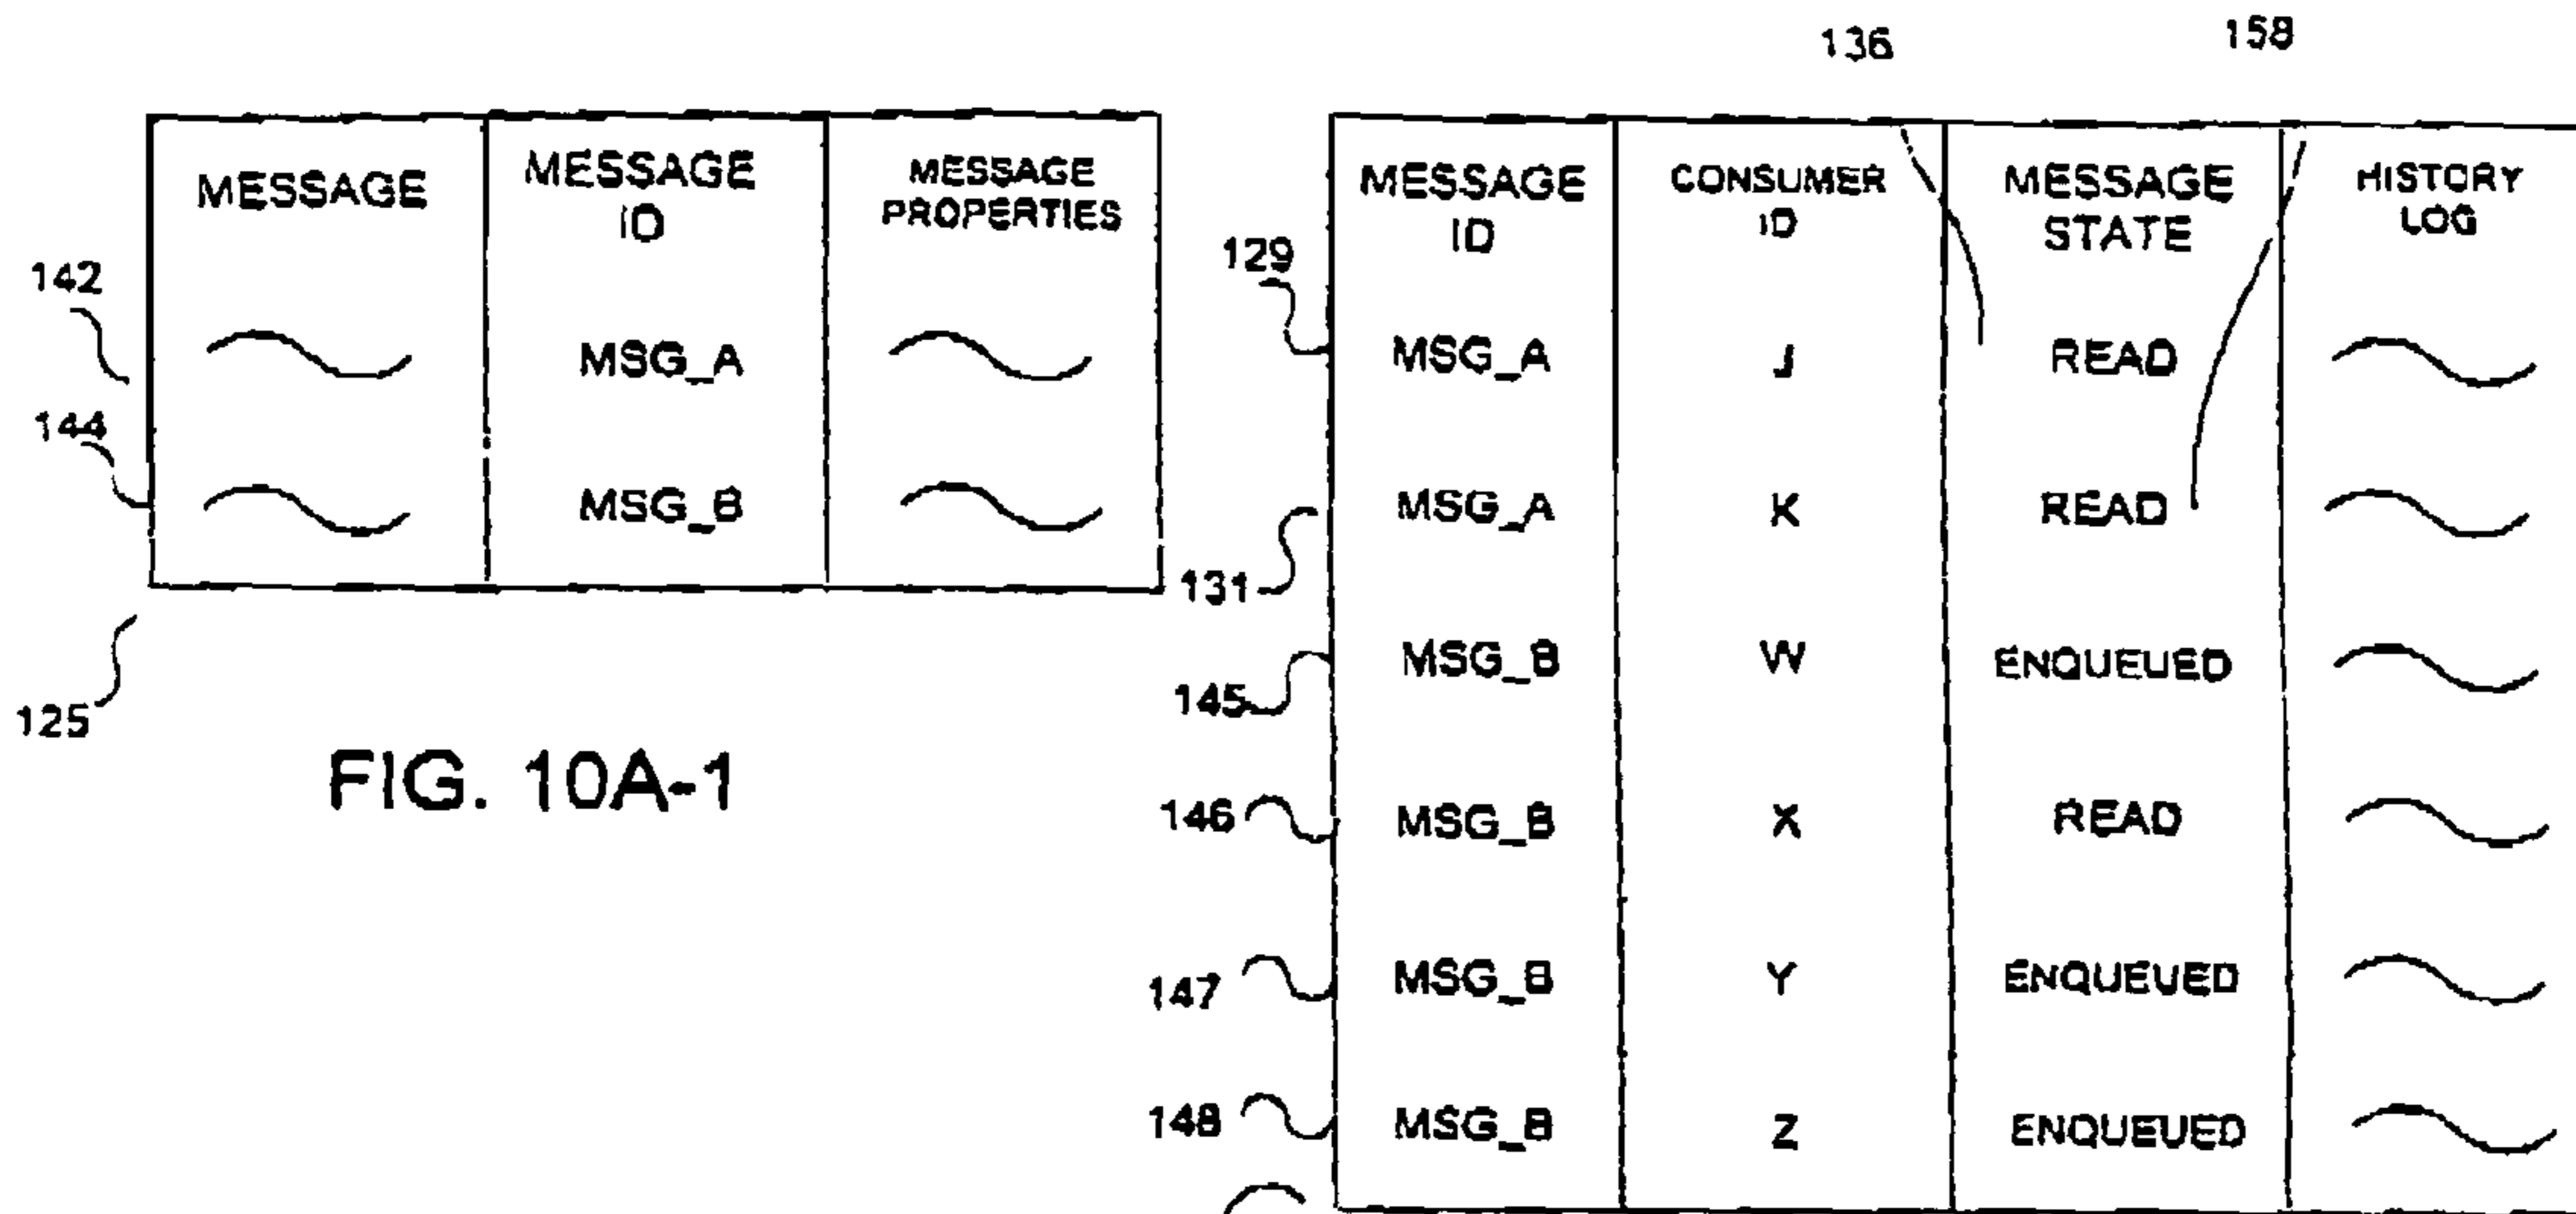 136
158
MESSAGE
MESSAGE
ID
MESSAGE
PROPERTIES
142
MSG_A
144
MSG_B
125
FIG. 10A-1
MESSAGE
ID
CONSUMER
ID
MESSAGE
STATE
HISTORY
LOG
129
MSG_A J READ
MSG_A K READ
131
MSG_B W ENQUEUED
145
146 MSG_B X READ
147 MSG_B Y ENQUEUED
148 MSG_B Z ENQUEUED